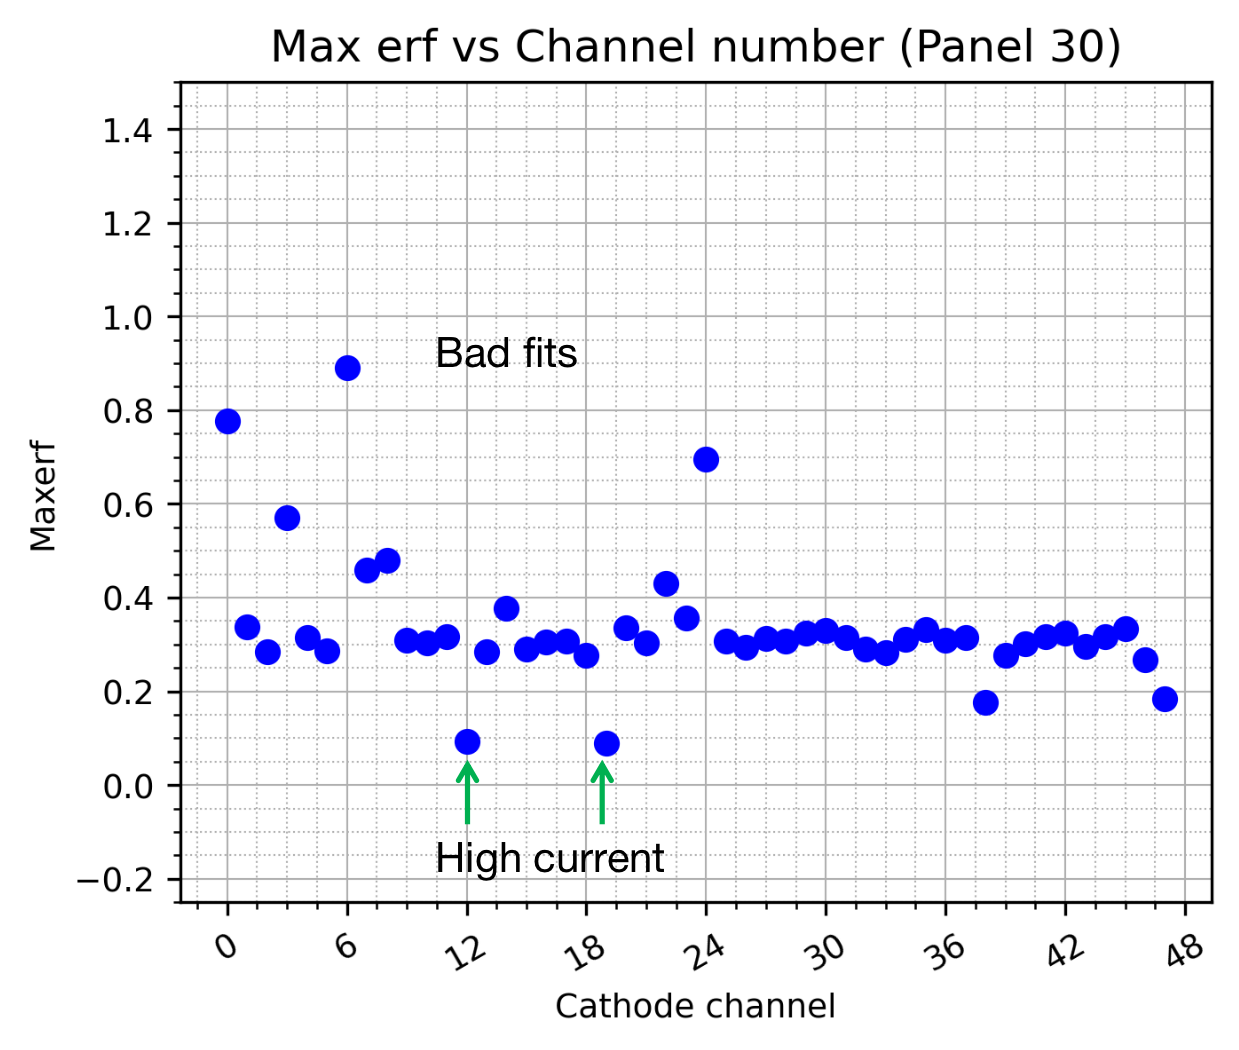 Max erf vs Channel number (Panel 30)
1.4
1.2
1.0
Bad fits
0.8
0.6
Maxerf
0.4
0.2
0.0
High current
−0.2
0 6 12 18 24 30 36 42 48
Cathode channel